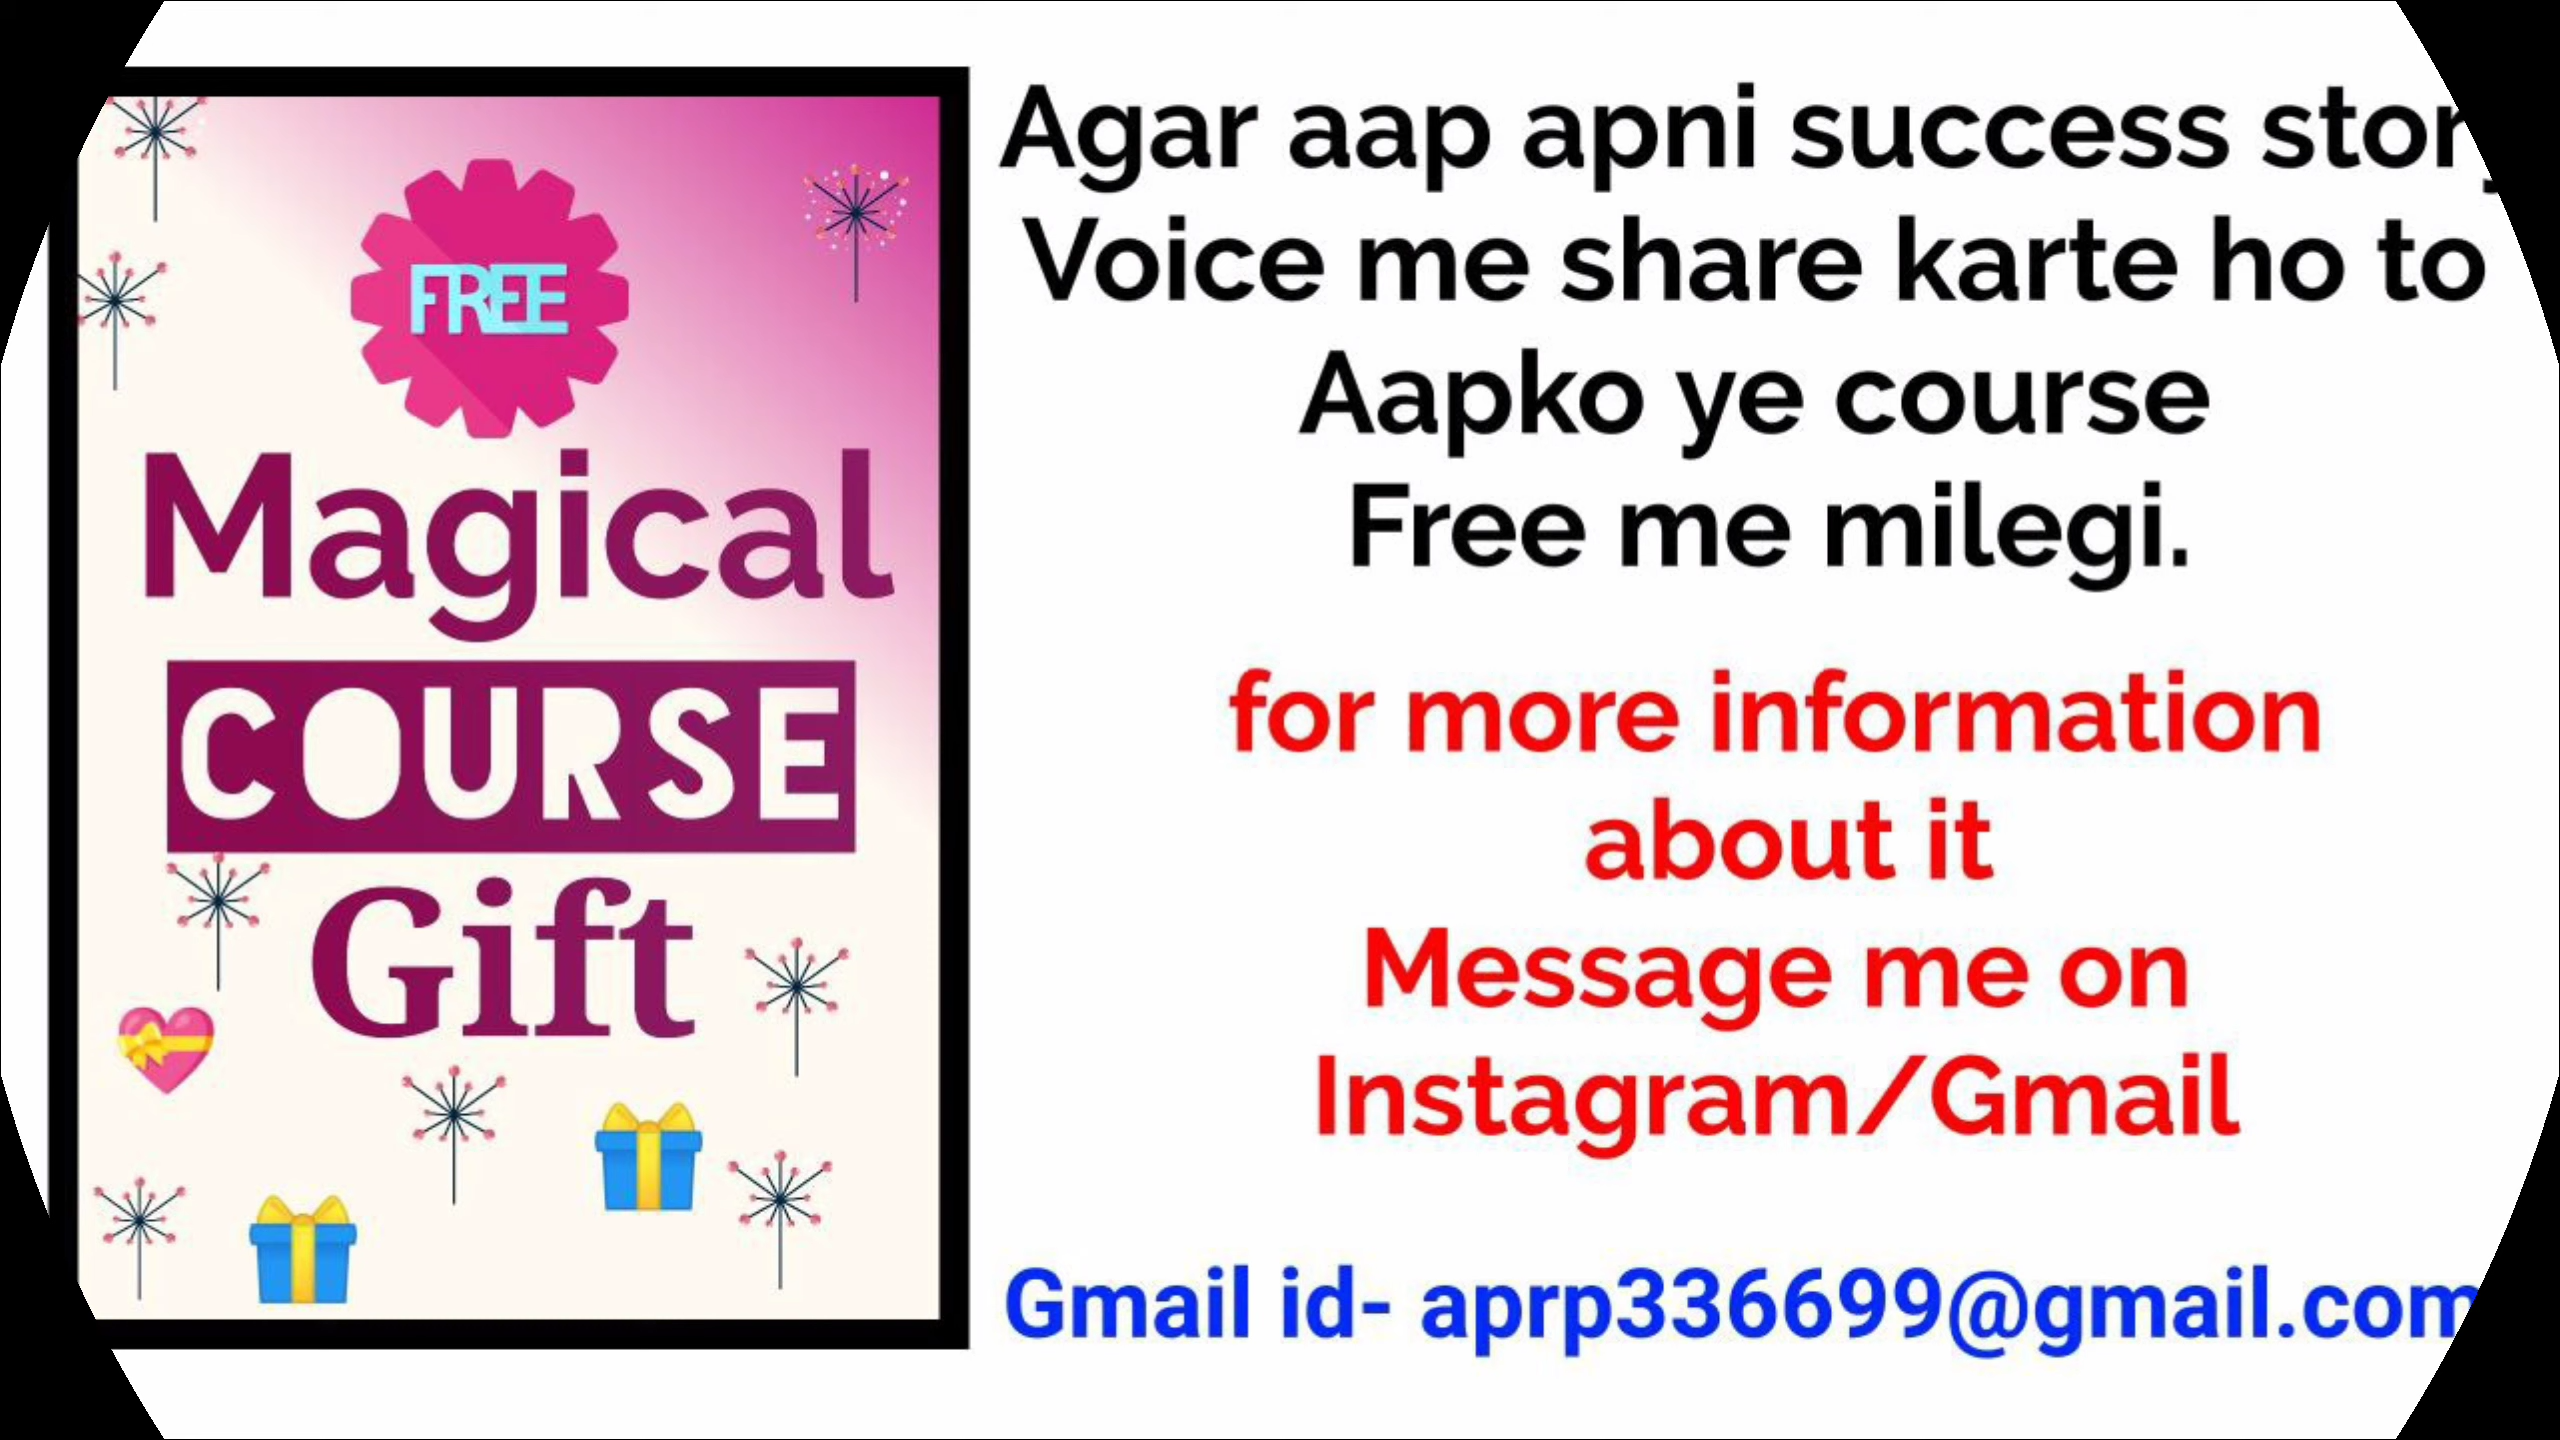 FREE
Magical
COURSE
Gift
Agar aap apni success story
Voice me share karte ho to
Aapko ye course
Free me milegi.
for more information
about it
Message me on
Instagram/Gmail
Gmail id- aprp336699@gmail.com